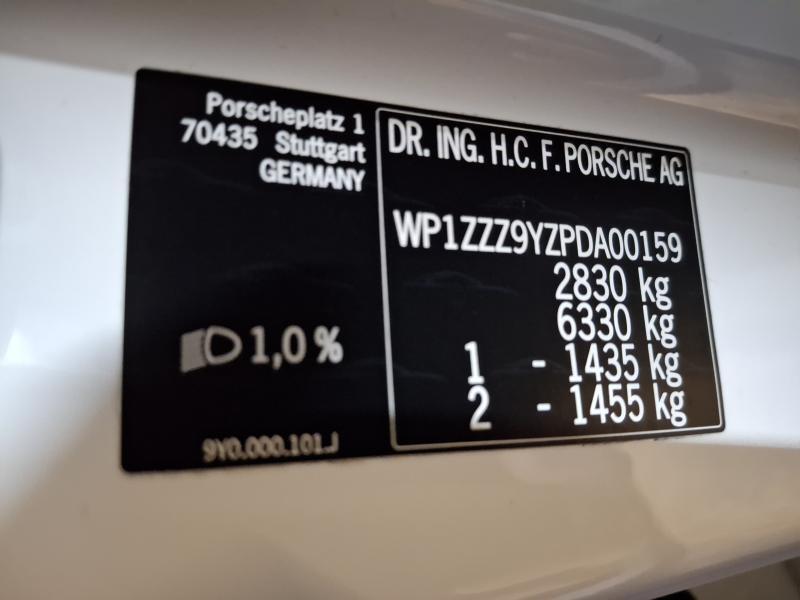 Porscheplatz 1
70435 Stuttgart
GERMANY
1,0 %
9Y0.000.101.J
DR. ING. H.C. F. PORSCHE AG
WP1ZZZ9YZPDA00159
2830 kg
6330 kg
1 - 1435 kg
2 - 1455 kg